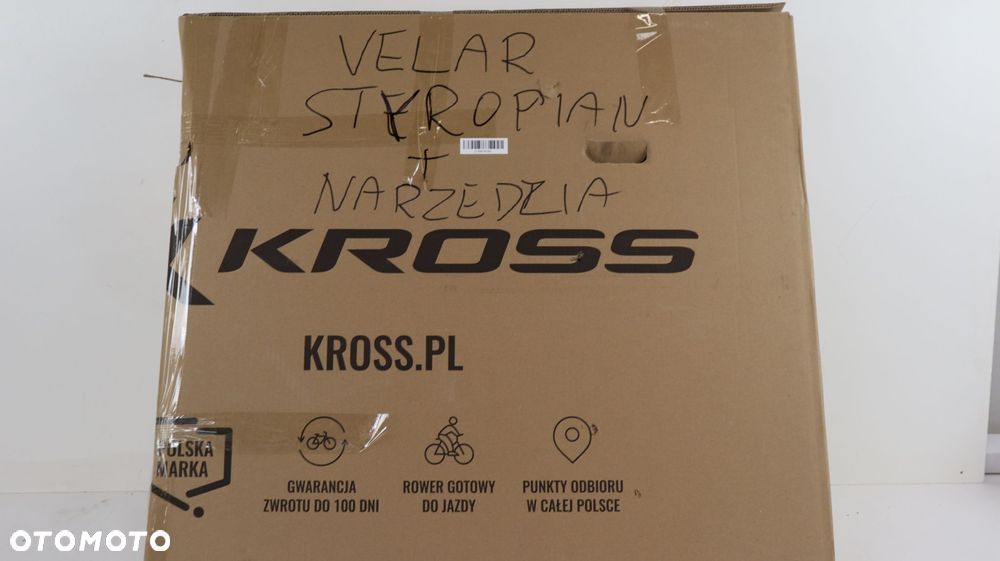 VELAR
STYROPIAN
+
NARZEDZIA
KROSS
KROSS.PL
POLSKA
MARKA
GWARANCJA
ZWROTU DO 100 DNI
ROWER GOTOWY
DO JAZDY
PUNKTY ODBIORU
W CAŁEJ POLSCE
OTOMOTO